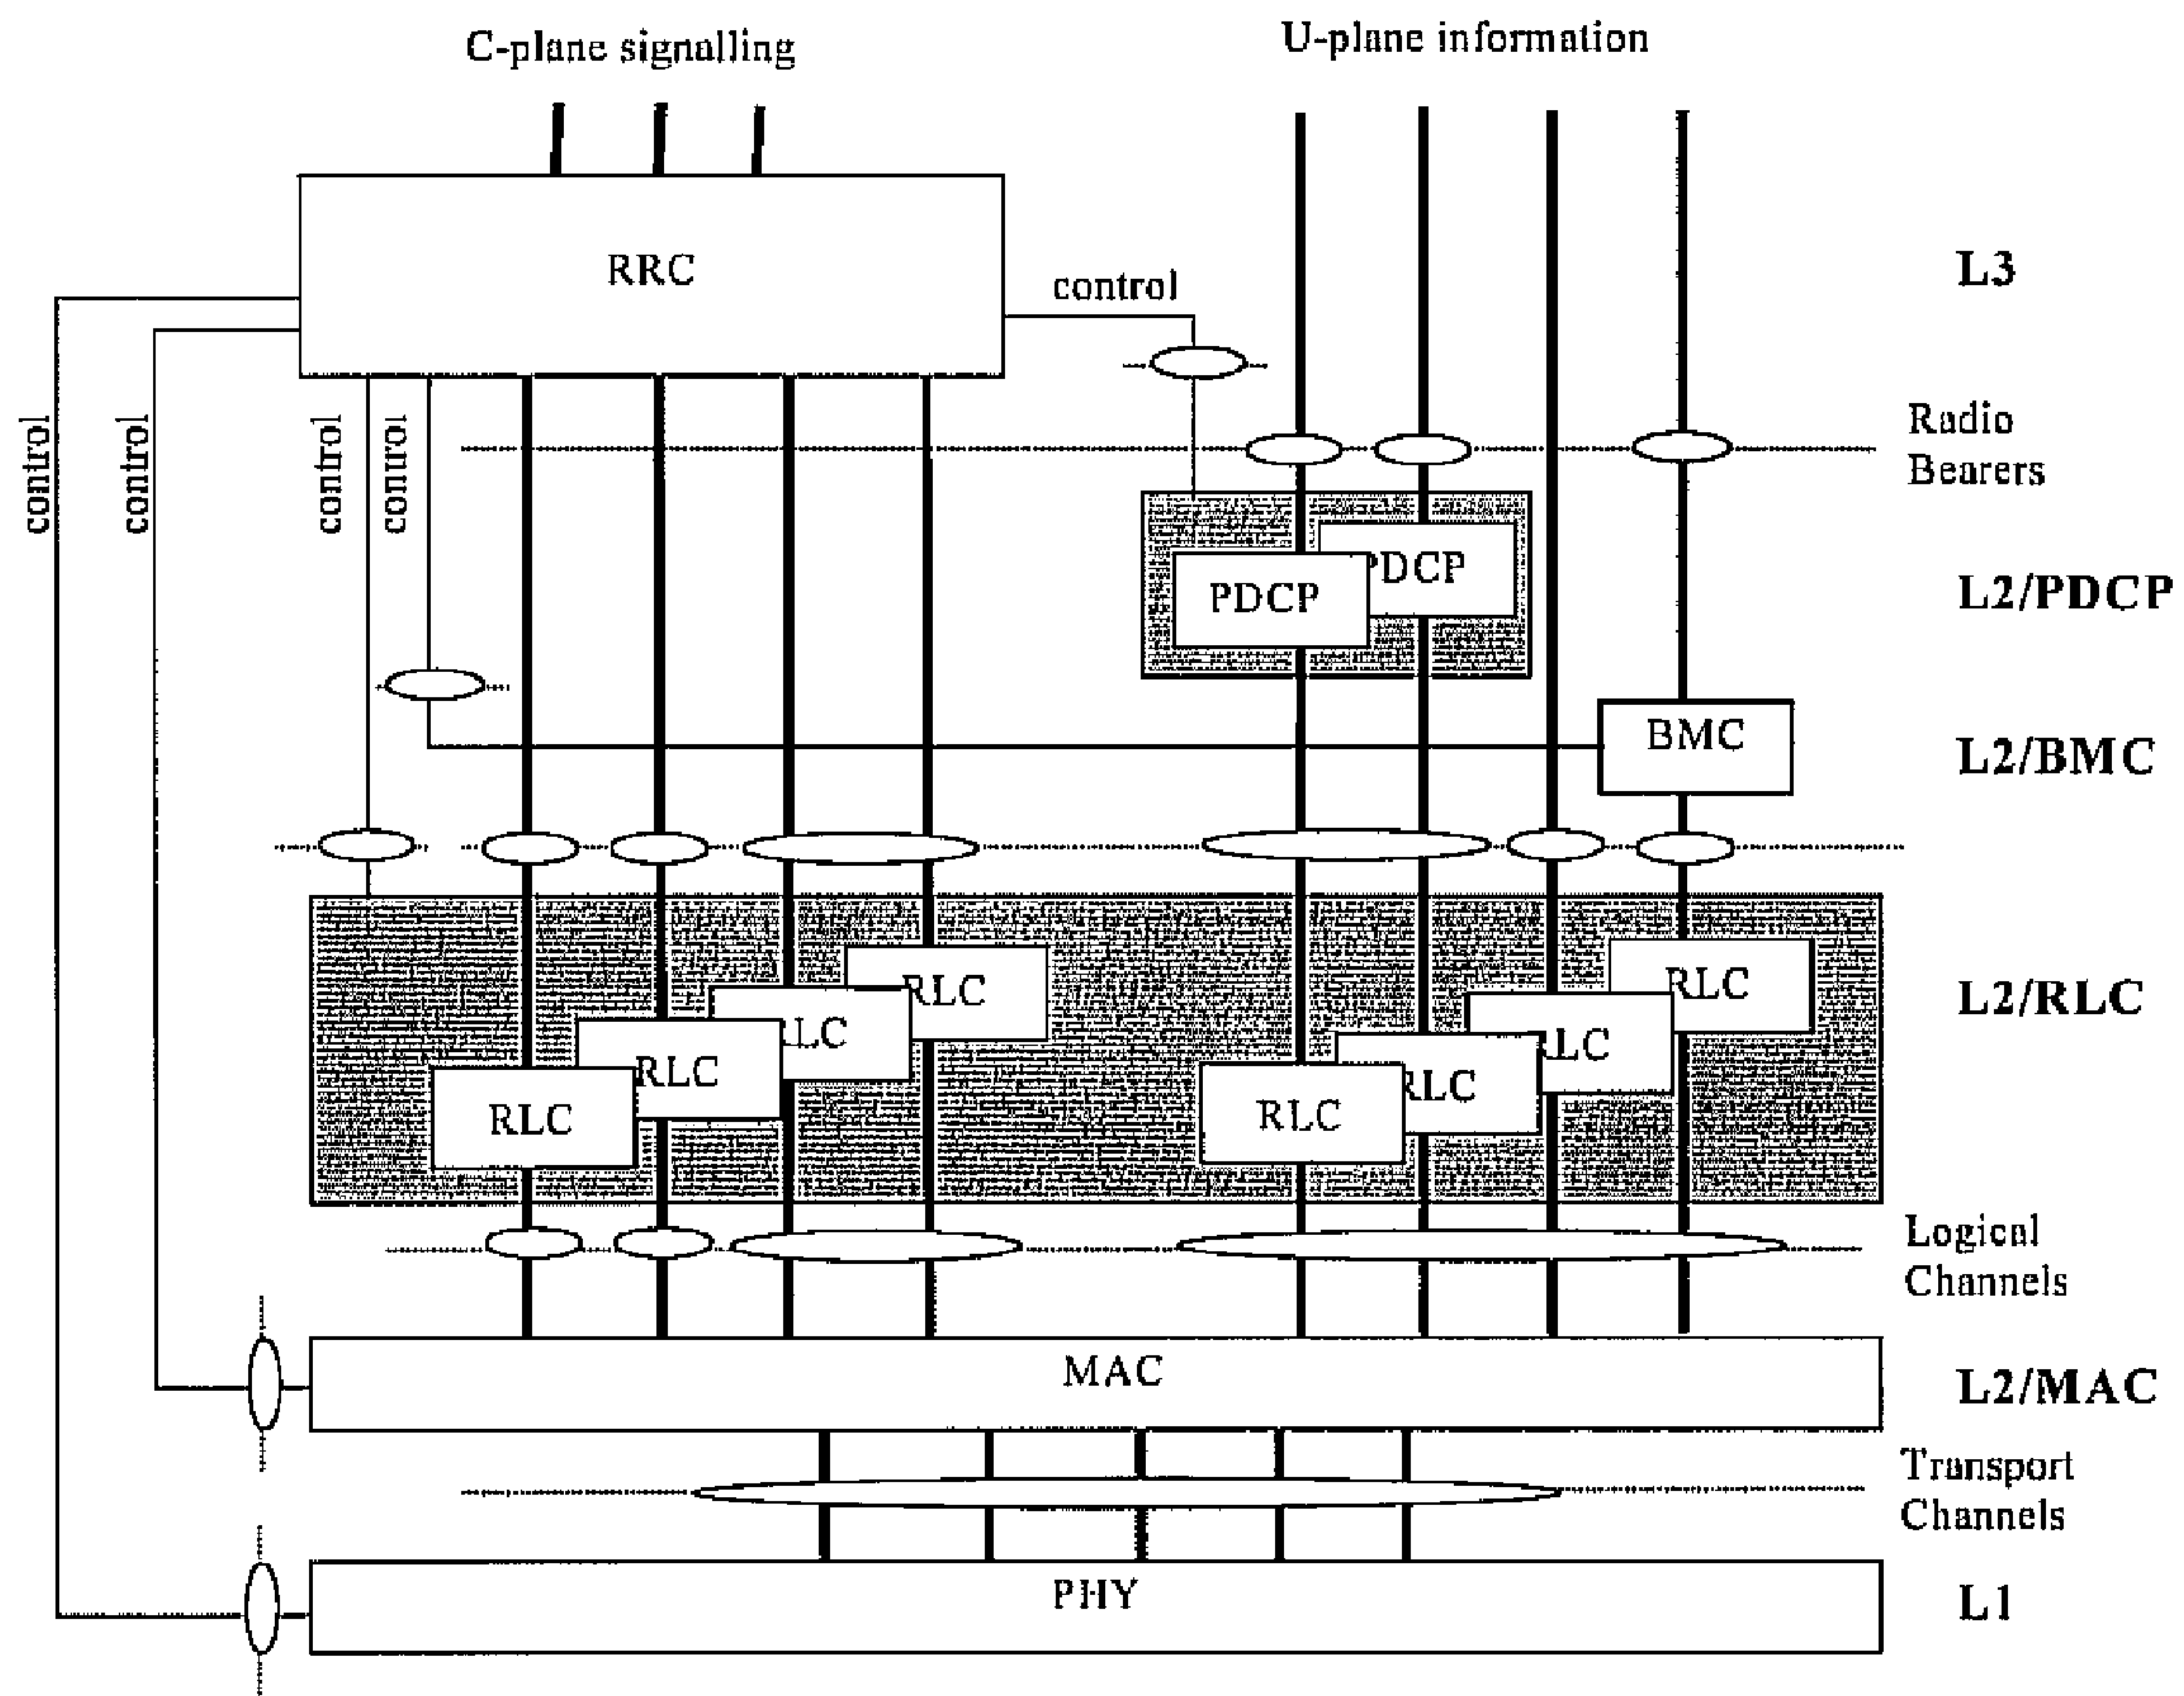 C-plane signalling
U-plane information
RRC
control
L3
control
control
control
control
Radio
Bearers
PDCP
PDCP
L2/PDCP
BMC
L2/BMC
RLC
RLC
RLC
RLC
L2/RLC
RLC
RLC
RLC
RLC
Logical
Channels
MAC
L2/MAC
Transport
Channels
PHY
L1